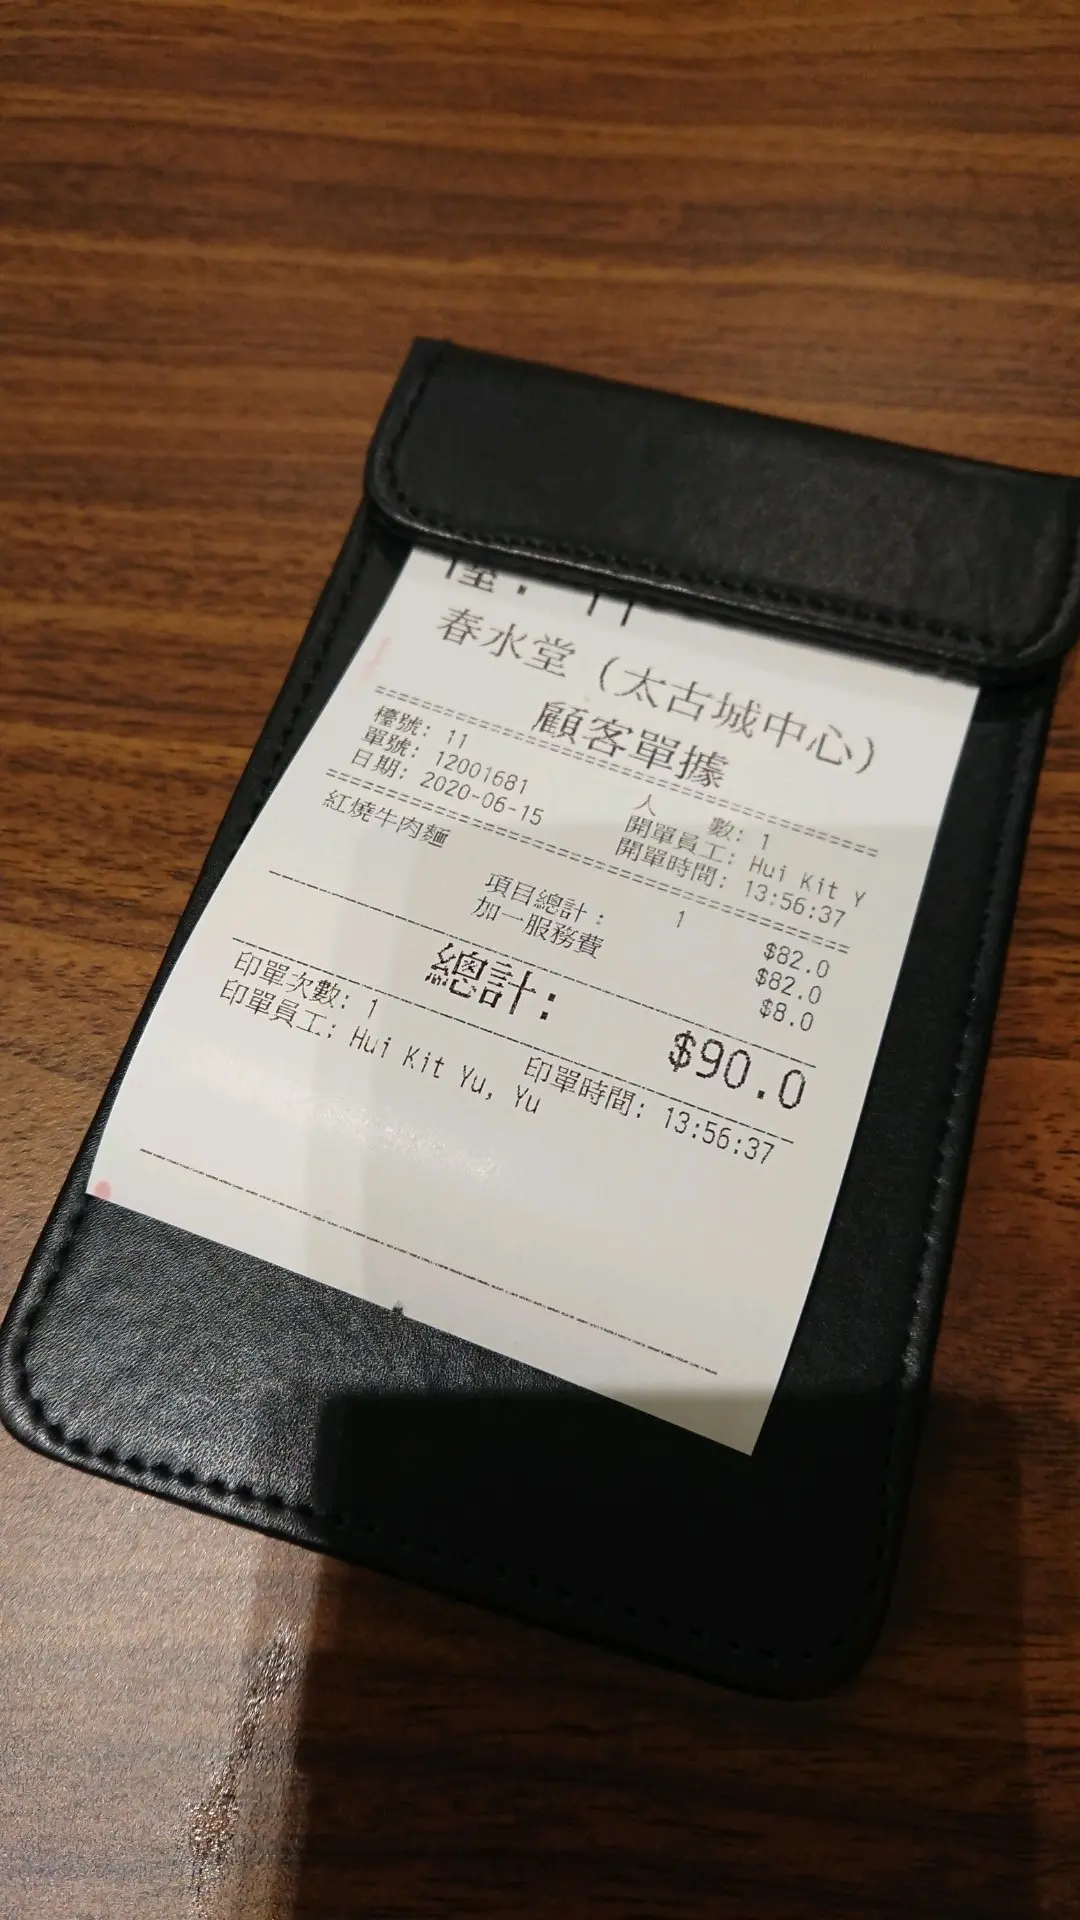 春水堂 (太古城中心)
顧客單據
檯號: 11 人 數: 1
單號: 12001681 開單員工: Hui Kit Y
日期: 2020-06-15 開單時間: 13:56:37
紅燒牛肉麵 1 $82.0
項目總計: $82.0
加一服務費 $8.0
總計: $90.0
印單次數: 1 印單時間: 13:56:37
印單員工: Hui Kit Yu, Yu